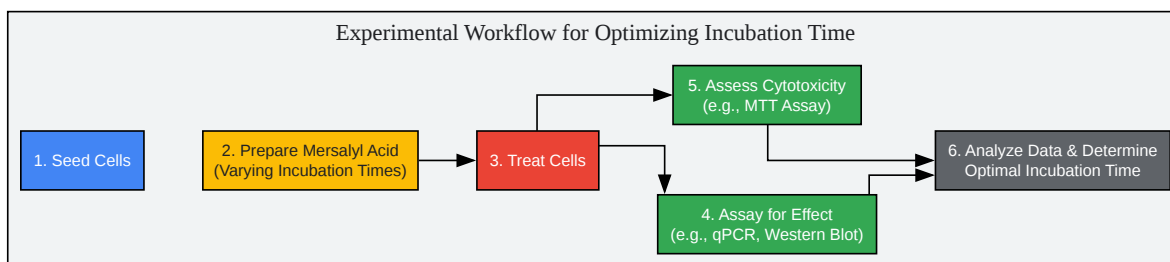 Experimental Workflow for Optimizing Incubation Time
1. Seed Cells
2. Prepare Mersalyl Acid
(Varying Incubation Times)
3. Treat Cells
5. Assess Cytotoxicity
(e.g., MTT Assay)
4. Assay for Effect
(e.g., qPCR, Western Blot)
6. Analyze Data & Determine
Optimal Incubation Time